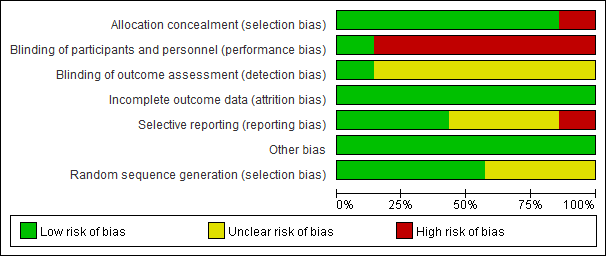 Allocation concealment (selection bias)
Blinding of participants and personnel (performance bias)
Blinding of outcome assessment (detection bias)
Incomplete outcome data (attrition bias)
Selective reporting (reporting bias)
Other bias
Random sequence generation (selection bias)
0% 25% 50% 75% 100%
Low risk of bias Unclear risk of bias High risk of bias